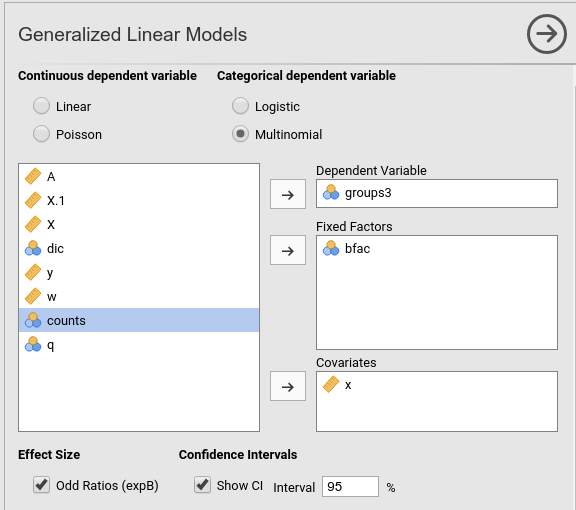 Generalized Linear Models
Continuous dependent variable Categorical dependent variable
Linear Logistic
Poisson Multinomial
A
X.1
X
dic
y
w
counts
q
Dependent Variable
groups3
Fixed Factors
bfac
Covariates
x
Effect Size Confidence Intervals
Odd Ratios (expB) Show CI Interval 95 %